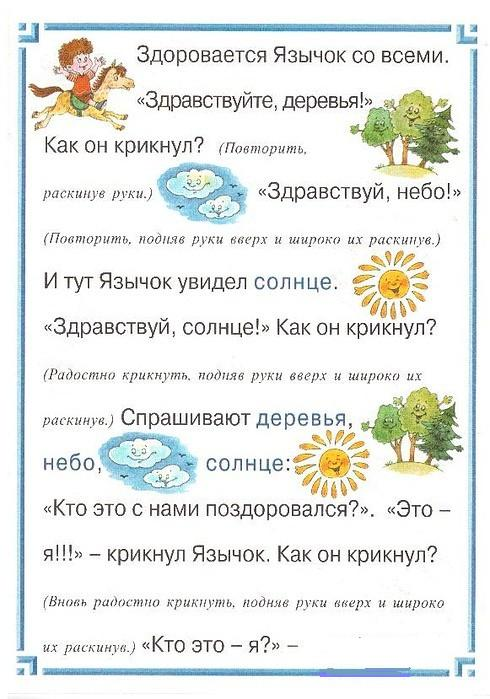 Здоровается Язычок со всеми.
«Здравствуйте, деревья!»
Как он крикнул? (Повторить,
раскинув руки.) «Здравствуй, небо!»
(Повторить, подняв руки вверх и широко их раскинув.)
И тут Язычок увидел солнце.
«Здравствуй, солнце!» Как он крикнул?
(Радостно крикнуть, подняв руки вверх и широко их
раскинув.) Спрашивают деревья,
небо, солнце:
«Кто это с нами поздоровался?». «Это –
я!!!» – крикнул Язычок. Как он крикнул?
(Вновь радостно крикнуть, подняв руки вверх и широко
их раскинув.) «Кто это – я?» –